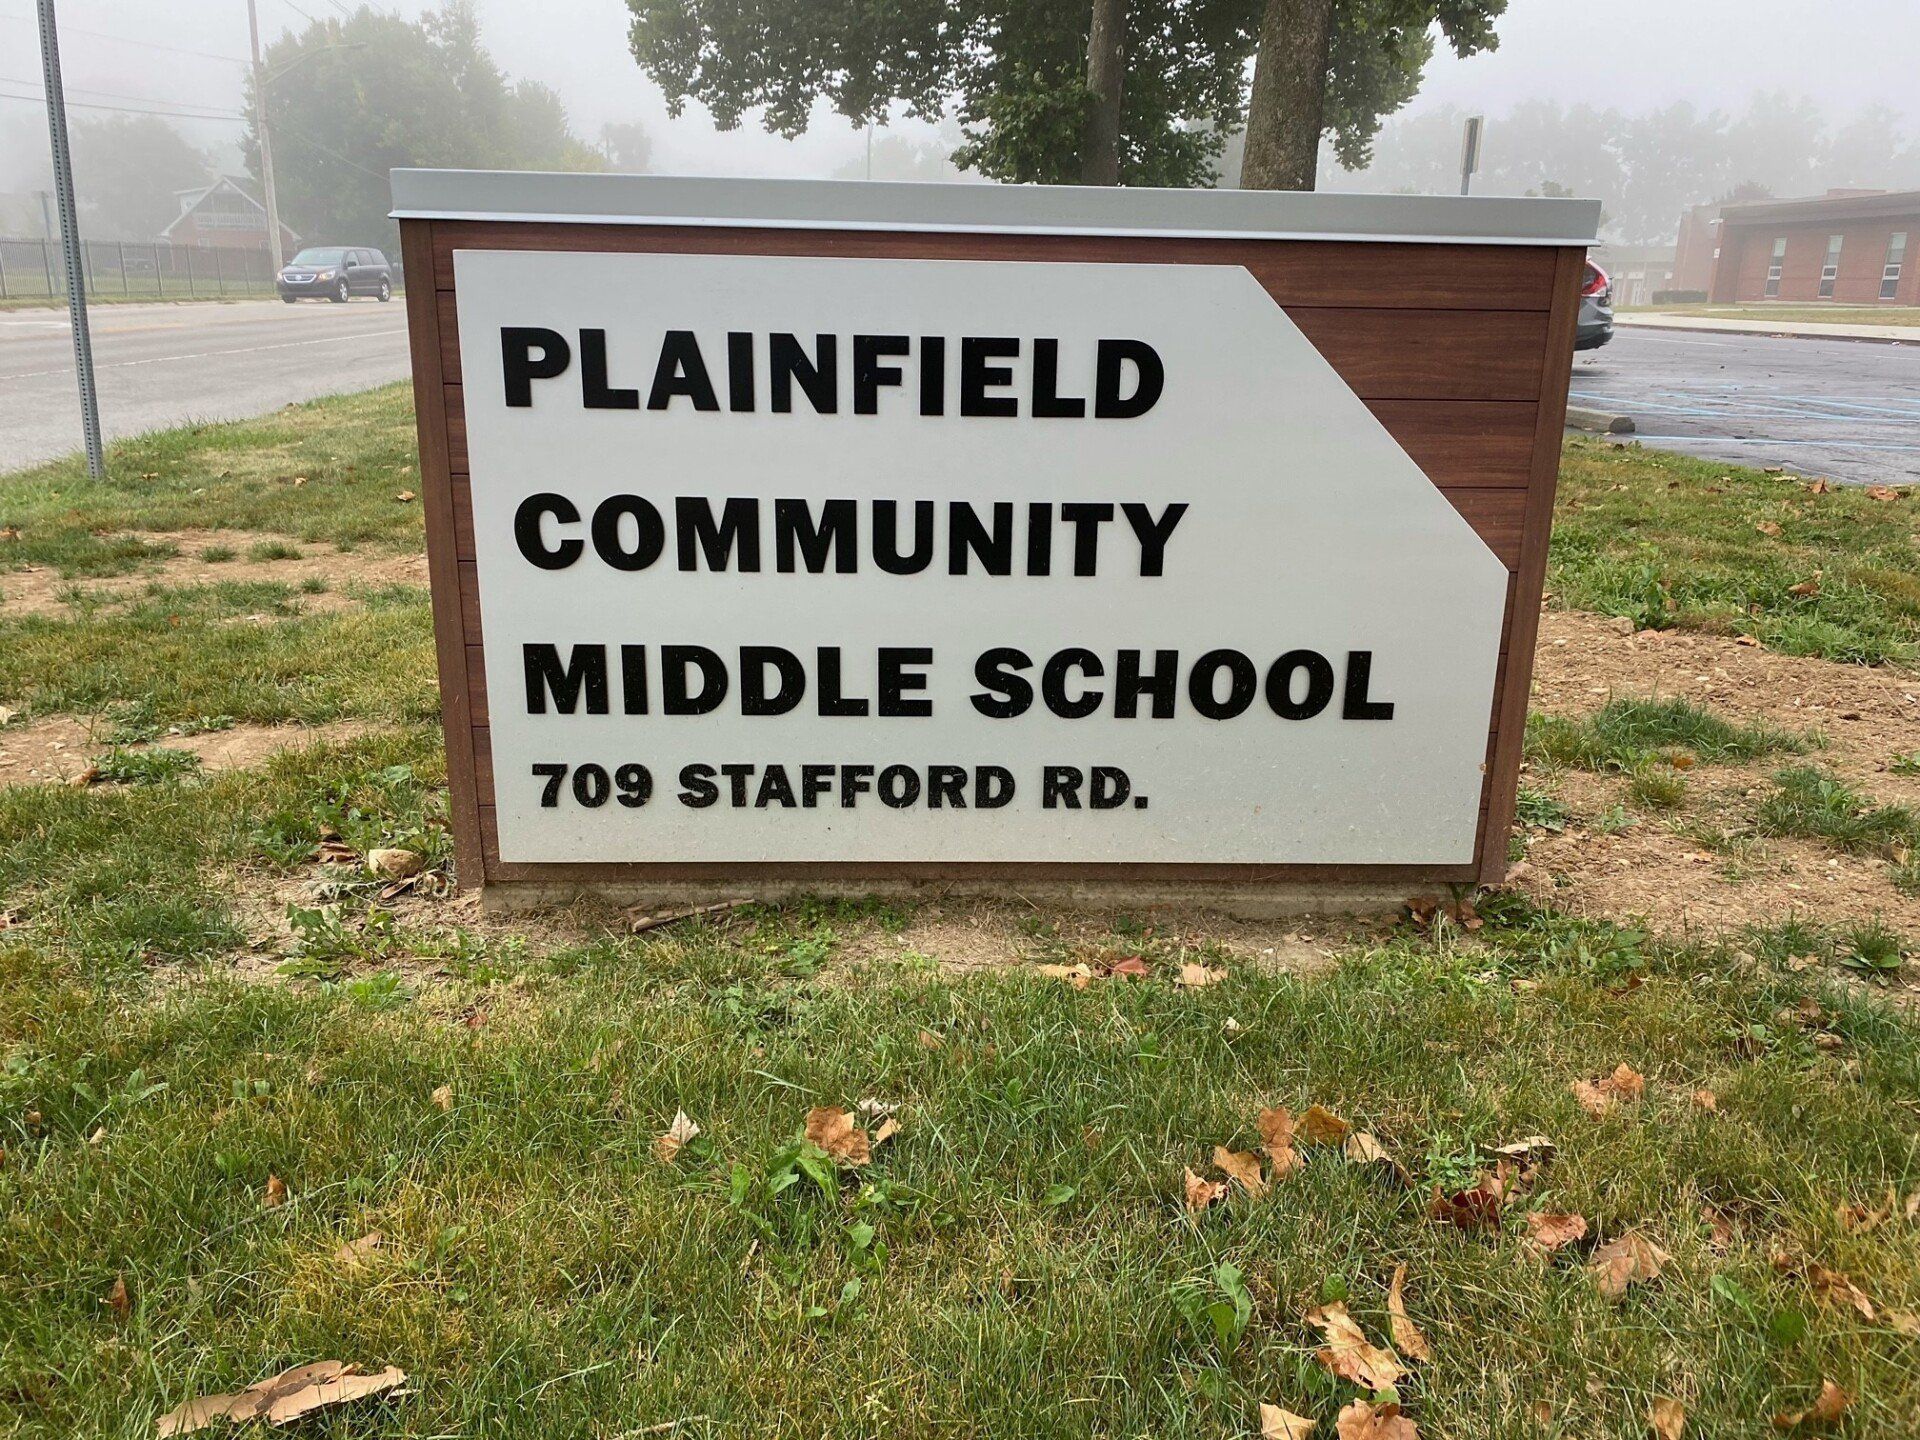 PLAINFIELD
COMMUNITY
MIDDLE SCHOOL
709 STAFFORD RD.